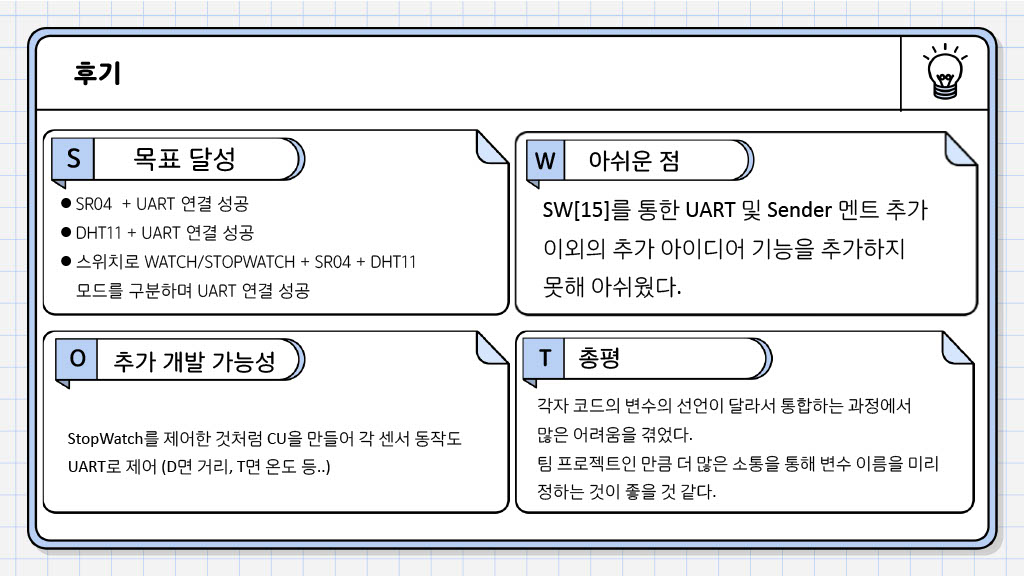 후기
S 목표 달성
● SR04 + UART 연결 성공
● DHT11 + UART 연결 성공
● 스위치로 WATCH/STOPWATCH + SR04 + DHT11
모드를 구분하며 UART 연결 성공
W 아쉬운 점
SW[15]를 통한 UART 및 Sender 멘트 추가
이외의 추가 아이디어 기능을 추가하지
못해 아쉬웠다.
O 추가 개발 가능성
StopWatch를 제어한 것처럼 CU을 만들어 각 센서 동작도
UART로 제어 (D면 거리, T면 온도 등..)
T 총평
각자 코드의 변수의 선언이 달라서 통합하는 과정에서
많은 어려움을 겪었다.
팀 프로젝트인 만큼 더 많은 소통을 통해 변수 이름을 미리
정하는 것이 좋을 것 같다.